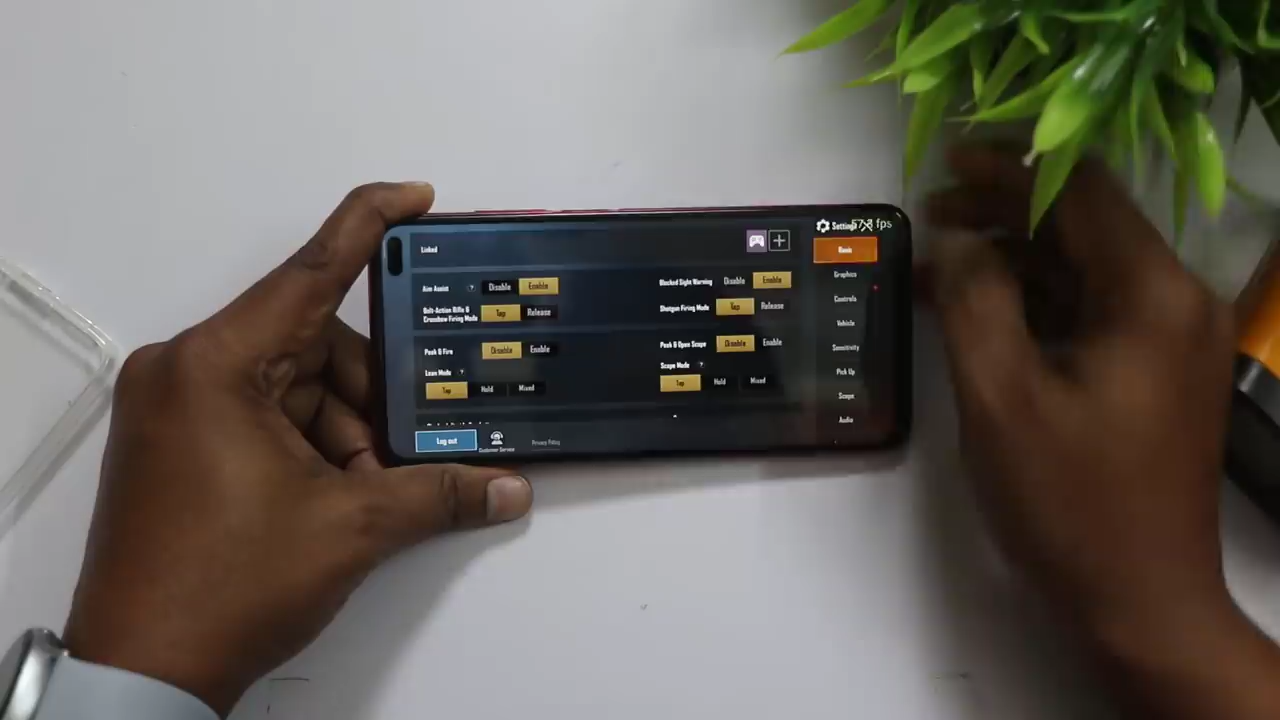 Linked
Settings
fps
Basic
Aim Assist ? Disable Enable
Blocked Sight Warning Disable Enable
Graphics
Bolt-Action Rifle &
Crossbow Firing Mode Tap Release
Shotgun Firing Mode Tap Release
Controls
Vehicle
Peek & Fire Disable Enable
Peek & Open Scope Disable Enable
Sensitivity
Lean Mode ?
Scope Mode ?
Pick Up
Tap Hold Mixed
Tap Hold Mixed
Scope
Audio
Log out
Customer Service
Privacy Policy